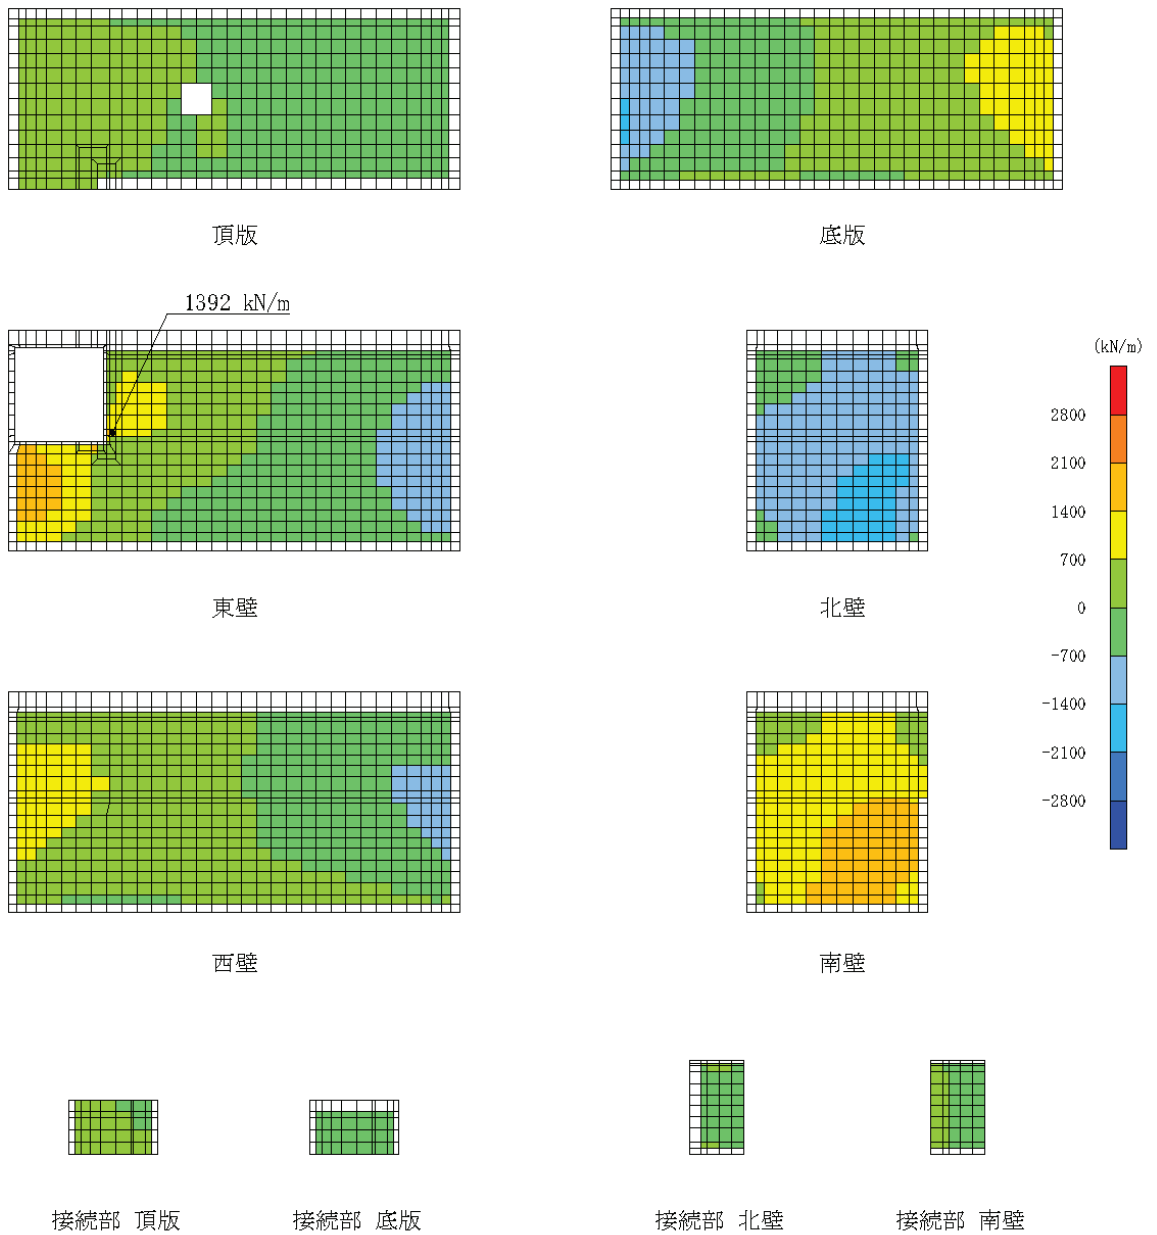 頂版
底版
1392 kN/m
(kN/m)
2800
2100
1400
700
0
-700
-1400
-2100
-2800
東壁
北壁
西壁
南壁
接続部 頂版
接続部 底版
接続部 北壁
接続部 南壁